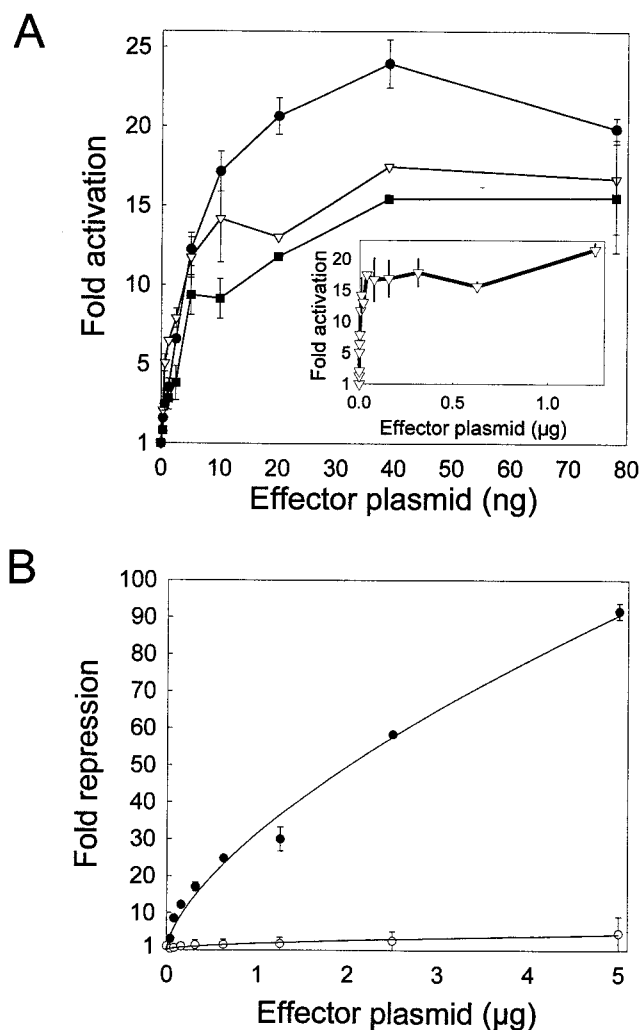 A
Fold activation
25
20
15
10
5
1
0 10 20 30 40 50 60 70 80
Effector plasmid (ng)
Fold activation
20
15
10
5
1
0.0 0.5 1.0
Effector plasmid (µg)
B
Fold repression
100
90
80
70
60
50
40
30
20
10
1
0 1 2 3 4 5
Effector plasmid (µg)